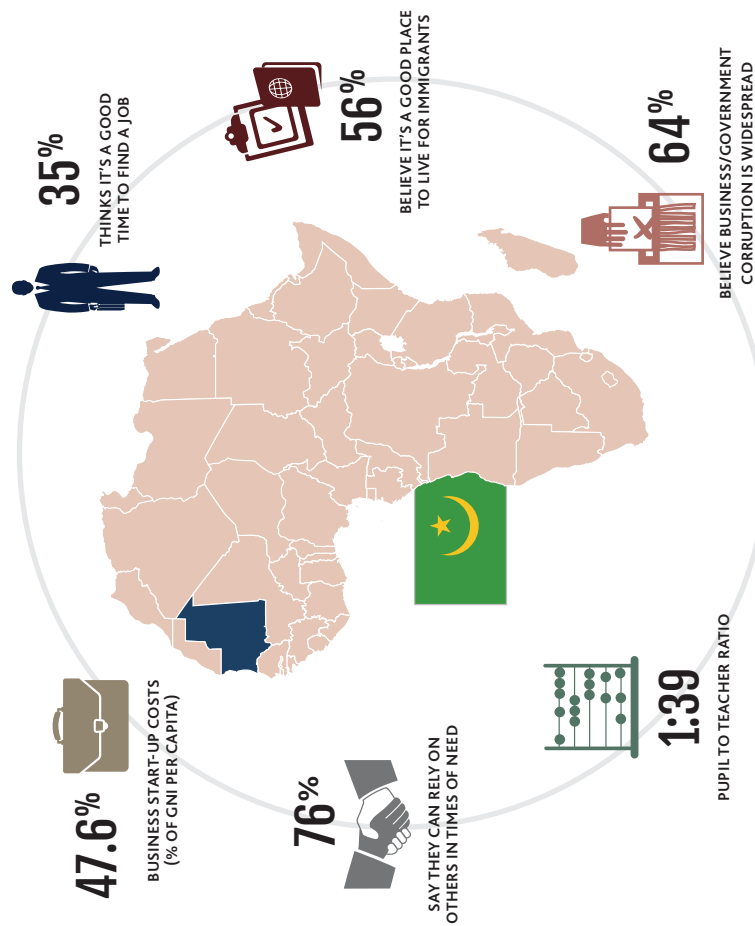 47.6%
BUSINESS START-UP COSTS
(% OF GNI PER CAPITA)
35%
THINKS IT'S A GOOD
TIME TO FIND A JOB
76%
SAY THEY CAN RELY ON
OTHERS IN TIMES OF NEED
56%
BELIEVE IT'S A GOOD PLACE
TO LIVE FOR IMMIGRANTS
1:39
PUPIL TO TEACHER RATIO
64%
BELIEVE BUSINESS/GOVERNMENT
CORRUPTION IS WIDESPREAD